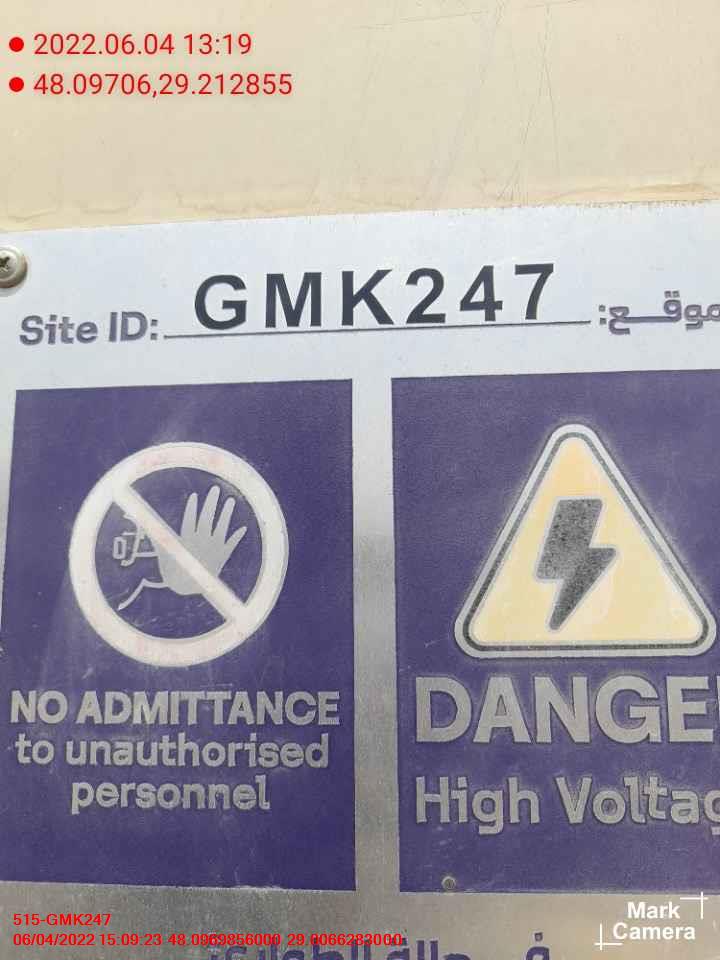 2022.06.04 13:19
48.09706,29.212855
Site ID: GMK247 موقع:
NO ADMITTANCE
to unauthorised
personnel
DANGE
High Voltag
515-GMK247
06/04/2022 15:09:23 48.0969856000 29.0066283000
Mark
Camera